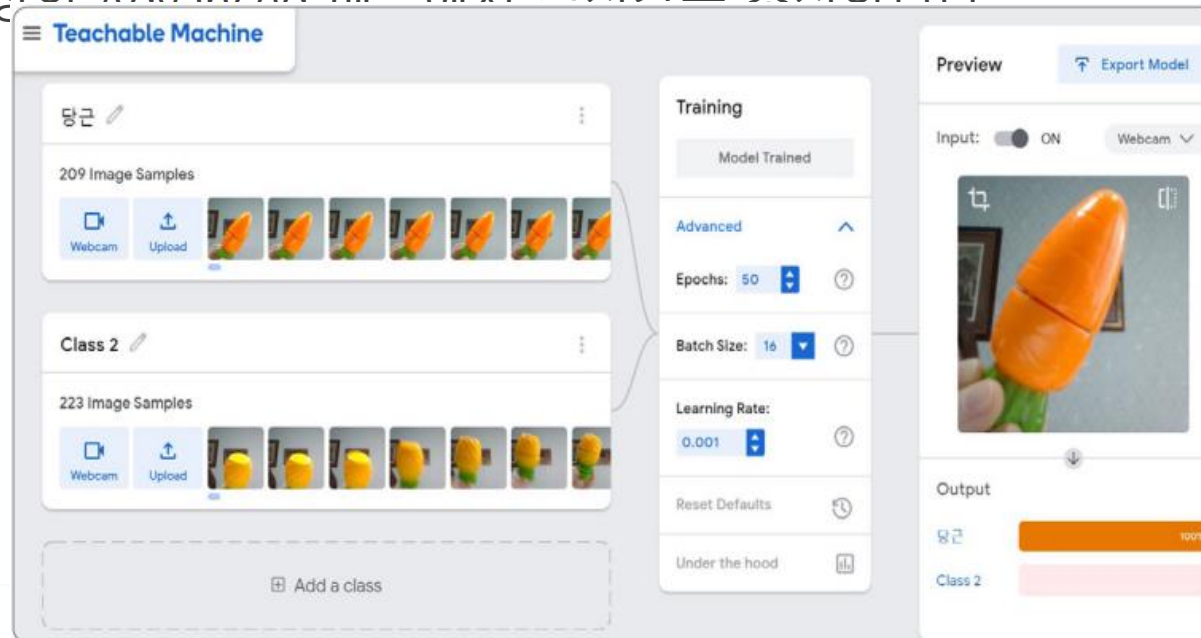 Teachable Machine
당근
209 Image Samples
Webcam
Upload
Class 2
223 Image Samples
Webcam
Upload
Add a class
Training
Model Trained
Advanced
Epochs: 50
Batch Size: 16
Learning Rate:
0.001
Reset Defaults
Under the hood
Preview
Export Model
Input: ON
Webcam
Output
당근
100%
Class 2